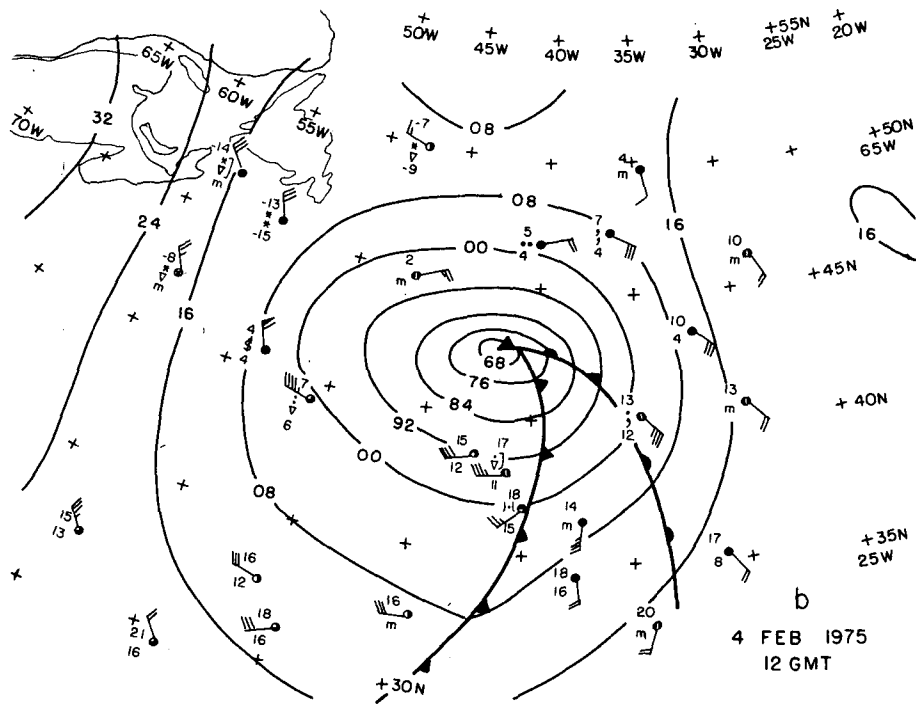 50W
45W
40W
35W
30W
+55N
25W
20W
65W
60W
55W
70W
32
-7
-9
08
+50N
65W
-14
m
4
m
-13
-15
08
16
24
7
4
5
4
00
10
m
16
-8
m
2
m
+45N
16
4
4
10
4
68
76
7
6
84
13
m
+40N
92
13
12
15
12
17
11
00
08
18
15
14
m
15
13
17
8
+35N
25W
16
12
18
16
16
m
18
16
20
m
21
16
b
4 FEB 1975
12 GMT
+30N